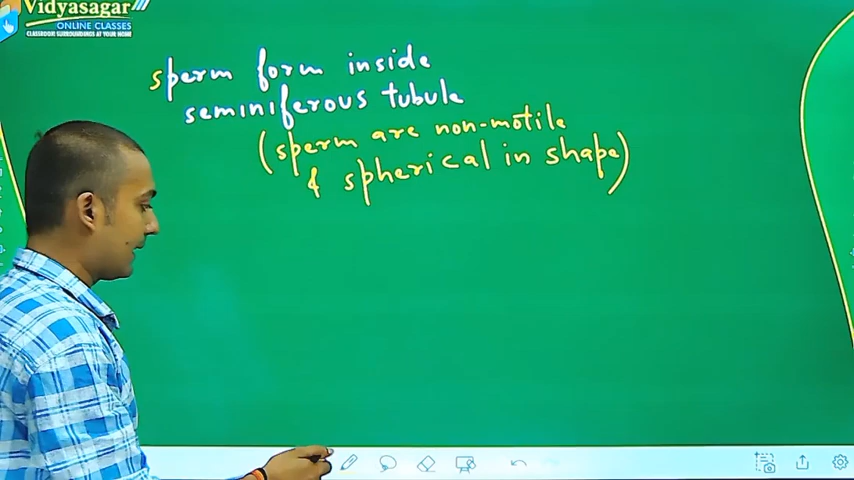 Vidyasagar
ONLINE CLASSES
CLASSROOM SURROUNDINGS AT YOUR HOME
sperm form inside
seminiferous tubule
(sperm are non-motile
& spherical in shape)